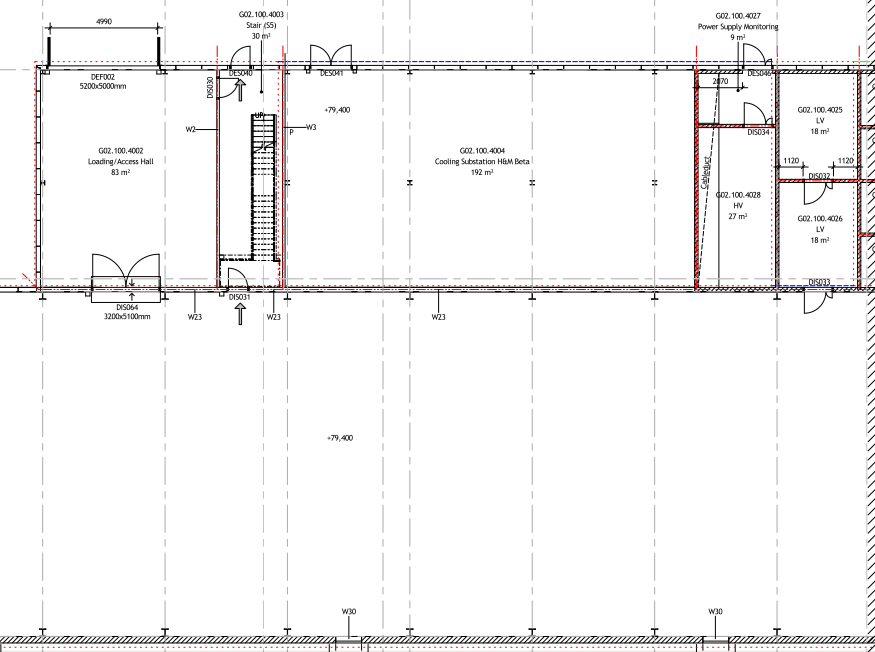 G02.100.4003
Stair (S5)
30 m²
G02.100.4027
Power Supply Monitoring
9 m²
4990
DEF002
5200x5000mm
DIS030
DES040
DES041
DES046
2870
UP
+79,400
W2
W3
P
DIS034
G02.100.4025
LV
18 m²
G02.100.4002
Loading/Access Hall
83 m²
G02.100.4004
Cooling Substation H&M Beta
192 m²
Cableduct
1120
1120
DIS032
G02.100.4028
HV
27 m²
G02.100.4026
LV
18 m²
DIS031
DIS033
DIS064
3200x5100mm
W23
W23
W23
+79,400
W30
W30